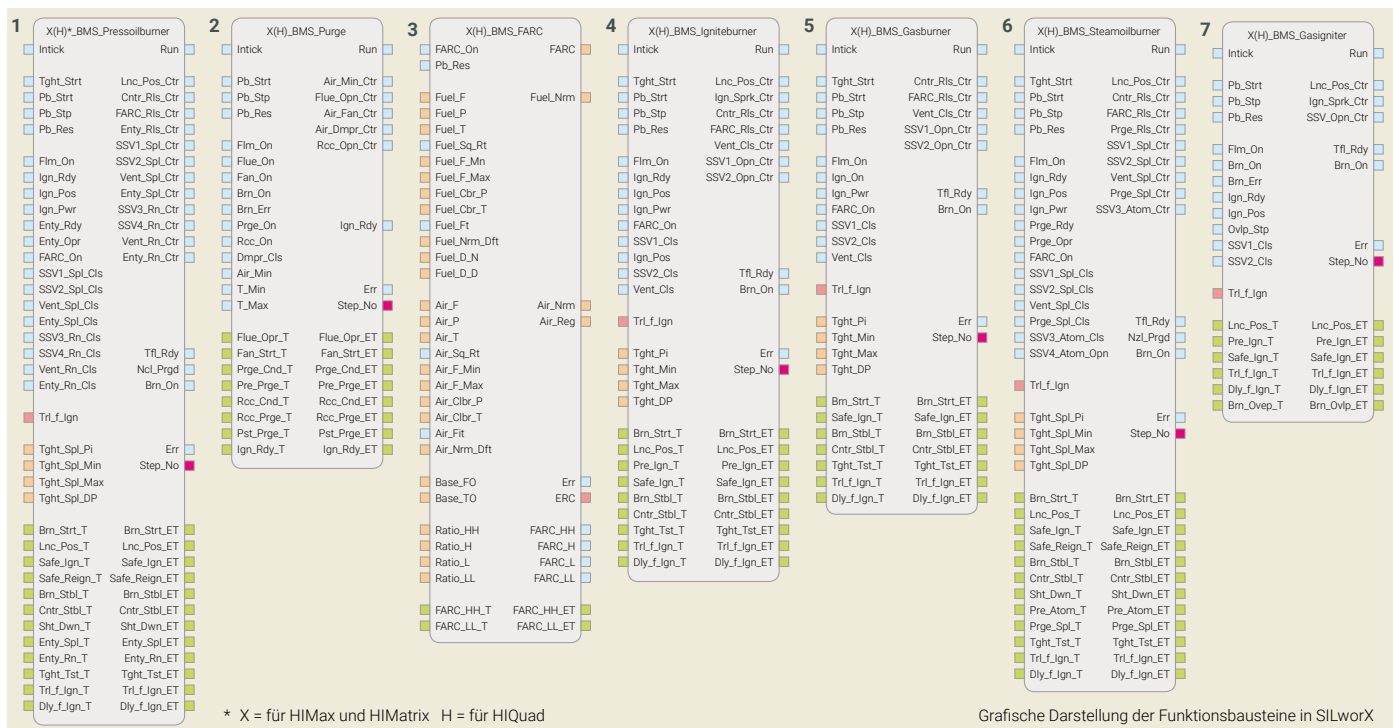 1
X(H)*_BMS_Pressoilburner
Intick Run
Tght_Strt Lnc_Pos_Ctr
Pb_Strt Cntr_Rls_Ctr
Pb_Stp FARC_Rls_Ctr
Pb_Res Enty_Rls_Ctr
SSV1_Spl_Ctr
Flm_On SSV2_Spl_Ctr
Ign_Rdy Vent_Spl_Ctr
Ign_Pos Enty_Spl_Ctr
Ign_Pwr SSV3_Rn_Ctr
Enty_Rdy SSV4_Rn_Ctr
Enty_Opr Vent_Rn_Ctr
FARC_On Enty_Rn_Ctr
SSV1_Spl_Cls
SSV2_Spl_Cls
Vent_Spl_Cls
Enty_Spl_Cls
SSV3_Rn_Cls
SSV4_Rn_Cls Tfl_Rdy
Vent_Rn_Cls Ncl_Prgd
Enty_Rn_Cls Brn_On
Trl_f_Ign
Tght_Spl_Pi Err
Tght_Spl_Min Step_No
Tght_Spl_Max
Tght_Spl_DP
Brn_Strt_T Brn_Strt_ET
Lnc_Pos_T Lnc_Pos_ET
Safe_Ign_T Safe_Ign_ET
Safe_Reign_T Safe_Reign_ET
Brn_Stbl_T Brn_Stbl_ET
Cntr_Stbl_T Cntr_Stbl_ET
Sht_Dwn_T Sht_Dwn_ET
Enty_Spl_T Enty_Spl_ET
Enty_Rn_T Enty_Rn_ET
Tght_Tst_T Tght_Tst_ET
Trl_f_Ign_T Trl_f_Ign_ET
Dly_f_Ign_T Dly_f_Ign_ET
2
X(H)_BMS_Purge
Intick Run
Pb_Strt Air_Min_Ctr
Pb_Stp Flue_Opn_Ctr
Pb_Res Air_Fan_Ctr
Air_Dmpr_Ctr
Flm_On Rcc_Opn_Ctr
Flue_On
Fan_On
Brn_On
Brn_Err
Prge_On Ign_Rdy
Rcc_On
Dmpr_Cls
Air_Min
T_Min Err
T_Max Step_No
Flue_Opr_T Flue_Opr_ET
Fan_Strt_T Fan_Strt_ET
Prge_Cnd_T Prge_Cnd_ET
Pre_Prge_T Pre_Prge_ET
Rcc_Cnd_T Rcc_Cnd_ET
Rcc_Prge_T Rcc_Prge_ET
Pst_Prge_T Pst_Prge_ET
Ign_Rdy_T Ign_Rdy_ET
3
X(H)_BMS_FARC
FARC_On FARC
Pb_Res
Fuel_F Fuel_Nrm
Fuel_P
Fuel_T
Fuel_Sq_Rt
Fuel_F_Mn
Fuel_F_Max
Fuel_Cbr_P
Fuel_Cbr_T
Fuel_Ft
Fuel_Nrm_Dft
Fuel_D_N
Fuel_D_D
Air_F Air_Nrm
Air_P Air_Reg
Air_T
Air_Sq_Rt
Air_F_Min
Air_F_Max
Air_Clbr_P
Air_Clbr_T
Air_Fit
Air_Nrm_Dft
Base_FO Err
Base_TO ERC
Ratio_HH FARC_HH
Ratio_H FARC_H
Ratio_L FARC_L
Ratio_LL FARC_LL
FARC_HH_T FARC_HH_ET
FARC_LL_T FARC_LL_ET
4
X(H)_BMS_Igniteburner
Intick Run
Tght_Strt Lnc_Pos_Ctr
Pb_Strt Ign_Sprk_Ctr
Pb_Stp Cntr_Rls_Ctr
Pb_Res FARC_Rls_Ctr
Vent_Cls_Ctr
Flm_On SSV1_Opn_Ctr
Ign_Rdy SSV2_Opn_Ctr
Ign_Pos
Ign_Pwr
FARC_On
SSV1_Cls
Ign_Pos
SSV2_Cls Tfl_Rdy
Vent_Cls Brn_On
Trl_f_Ign
Tght_Pi Err
Tght_Min Step_No
Tght_Max
Tght_DP
Brn_Strt_T Brn_Strt_ET
Lnc_Pos_T Lnc_Pos_ET
Pre_Ign_T Pre_Ign_ET
Safe_Ign_T Safe_Ign_ET
Brn_Stbl_T Brn_Stbl_ET
Cntr_Stbl_T Cntr_Stbl_ET
Tght_Tst_T Tght_Tst_ET
Trl_f_Ign_T Trl_f_Ign_ET
Dly_f_Ign_T Dly_f_Ign_ET
5
X(H)_BMS_Gasburner
Intick Run
Tght_Strt Cntr_Rls_Ctr
Pb_Strt FARC_Rls_Ctr
Pb_Stp Vent_Cls_Ctr
Pb_Res SSV1_Opn_Ctr
SSV2_Opn_Ctr
Flm_On
Ign_On
Ign_Pwr Tfl_Rdy
FARC_On Brn_On
SSV1_Cls
SSV2_Cls
Vent_Cls
Trl_f_Ign
Tght_Pi Err
Tght_Min Step_No
Tght_Max
Tght_DP
Brn_Strt_T Brn_Strt_ET
Safe_Ign_T Safe_Ign_ET
Brn_Stbl_T Brn_Stbl_ET
Cntr_Stbl_T Cntr_Stbl_ET
Tght_Tst_T Tght_Tst_ET
Trl_f_Ign_T Trl_f_Ign_ET
Dly_f_Ign_T Dly_f_Ign_ET
6
X(H)_BMS_Steamoilburner
Intick Run
Tght_Strt Lnc_Pos_Ctr
Pb_Strt Cntr_Rls_Ctr
Pb_Stp FARC_Rls_Ctr
Pb_Res Prge_Rls_Ctr
SSV1_Spl_Ctr
Flm_On SSV2_Spl_Ctr
Ign_Rdy Vent_Spl_Ctr
Ign_Pos Prge_Spl_Ctr
Ign_Pwr SSV3_Atom_Ctr
Prge_Rdy
Prge_Opr
FARC_On
SSV1_Spl_Cls
SSV2_Spl_Cls
Vent_Spl_Cls
Prge_Spl_Cls Tfl_Rdy
SSV3_Atom_Cls Nzl_Prgd
SSV4_Atom_Opn Brn_On
Trl_f_Ign
Tght_Spl_Pi Err
Tght_Spl_Min Step_No
Tght_Spl_Max
Tght_Spl_DP
Brn_Strt_T Brn_Strt_ET
Lnc_Pos_T Lnc_Pos_ET
Safe_Ign_T Safe_Ign_ET
Safe_Reign_T Safe_Reign_ET
Brn_Stbl_T Brn_Stbl_ET
Cntr_Stbl_T Cntr_Stbl_ET
Sht_Dwn_T Sht_Dwn_ET
Pre_Atom_T Pre_Atom_ET
Prge_Spl_T Prge_Spl_ET
Tght_Tst_T Tght_Tst_ET
Trl_f_Ign_T Trl_f_Ign_ET
Dly_f_Ign_T Dly_f_Ign_ET
7
X(H)_BMS_Gasigniter
Intick Run
Pb_Strt Lnc_Pos_Ctr
Pb_Stp Ign_Sprk_Ctr
Pb_Res SSV_Opn_Ctr
Flm_On Tfl_Rdy
Brn_On Brn_On
Brn_Err
Ign_Rdy
Ign_Pos
Ovlp_Stp
SSV1_Cls Err
SSV2_Cls Step_No
Trl_f_Ign
Lnc_Pos_T Lnc_Pos_ET
Pre_Ign_T Pre_Ign_ET
Safe_Ign_T Safe_Ign_ET
Trl_f_Ign_T Trl_f_Ign_ET
Dly_f_Ign_T Dly_f_Ign_ET
Brn_Ovep_T Brn_Ovlp_ET
* X = für HIMax und HIMatrix H = für HIQuad
Grafische Darstellung der Funktionsbausteine in SILworX